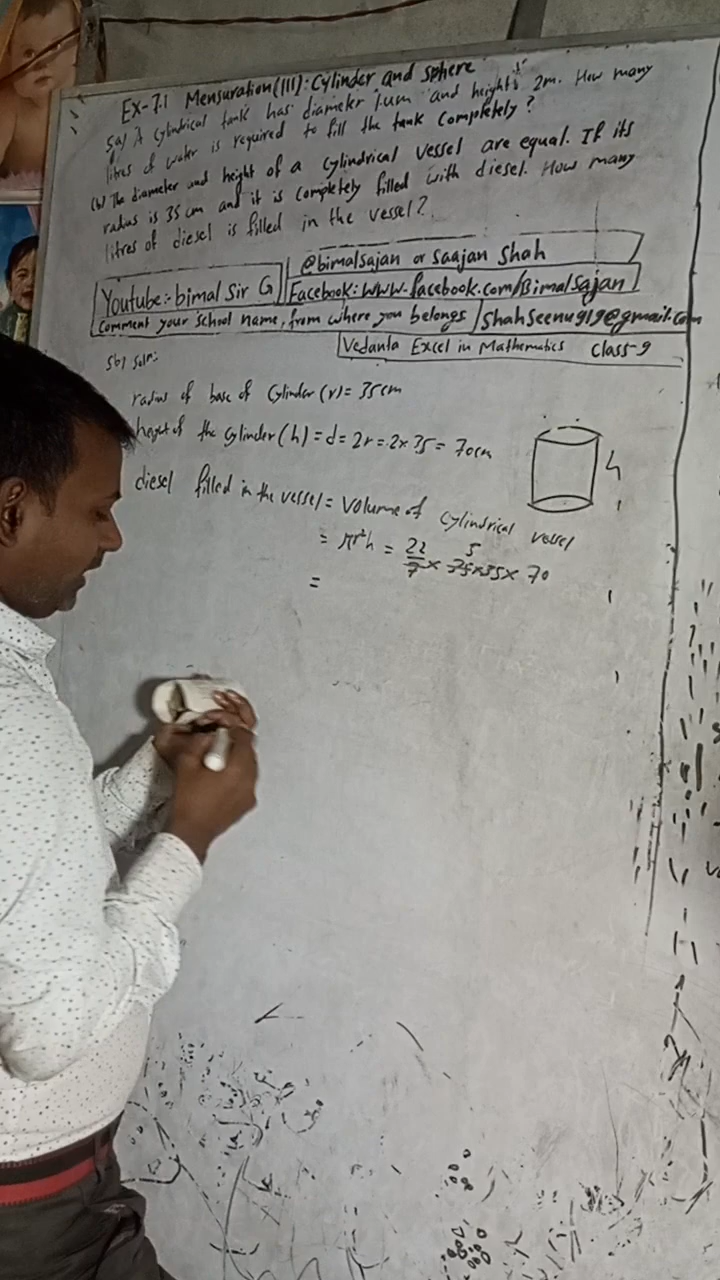 Ex-7.1 Mensuration(III): Cylinder and sphere
5a) A cylindrical tank has diameter and height is 2m. How many
litres of water is required to fill the tank completely?
(b) The diameter and height of a cylindrical vessel are equal. If its
radius is 35 cm and it is completely filled with diesel. How many
litres of diesel is filled in the vessel?
@bimalsajan or Saajan Shah
Youtube:- bimal Sir G
Facebook: www.facebook.com/Bimalsajan
Comment your school name, from where you belongs
Shahseenu919@gmail.com
Vedanta Excel in Mathematics Class-9
5b) Soln:
radius of base of cylinder (r) = 35cm
height of the cylinder (h) = d = 2r = 2×35 = 70cm
h
diesel filled in the vessel = Volume of cylindrical vessel
= πr²h = 22/7 × 35×35× 70
5
=